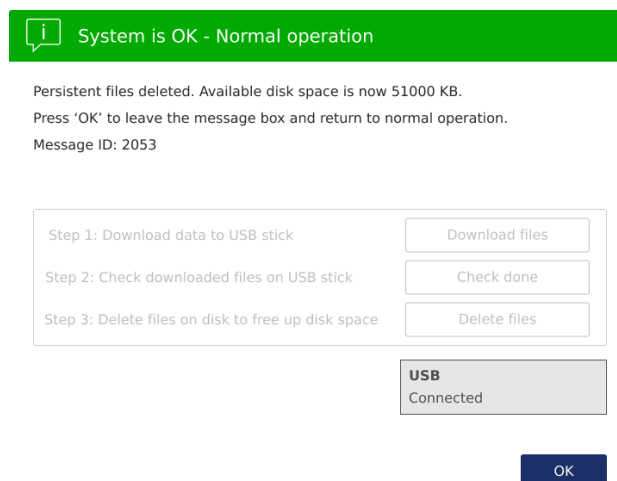 i
System is OK - Normal operation
Persistent files deleted. Available disk space is now 51000 KB.
Press ‘OK’ to leave the message box and return to normal operation.
Message ID: 2053
Step 1: Download data to USB stick
Download files
Step 2: Check downloaded files on USB stick
Check done
Step 3: Delete files on disk to free up disk space
Delete files
USB
Connected
OK